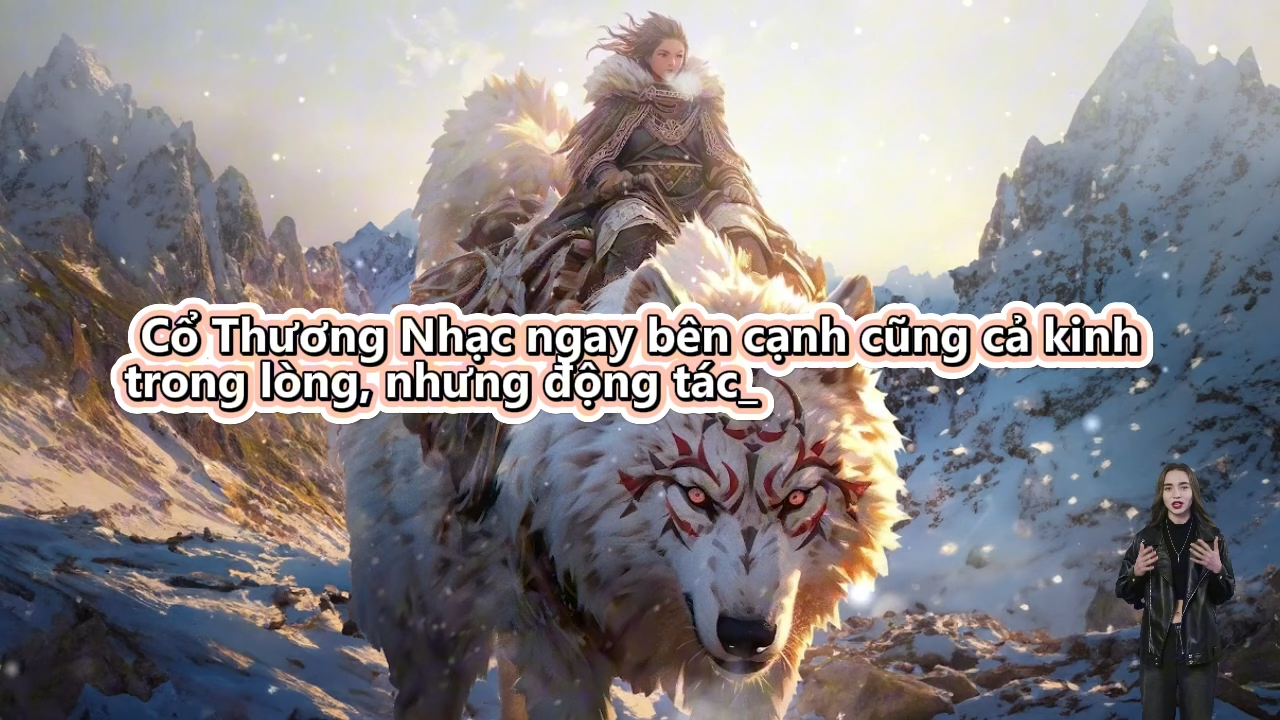 Cổ Thương Nhạc ngay bên cạnh cũng cả kinh
trong lòng, nhưng động tác_